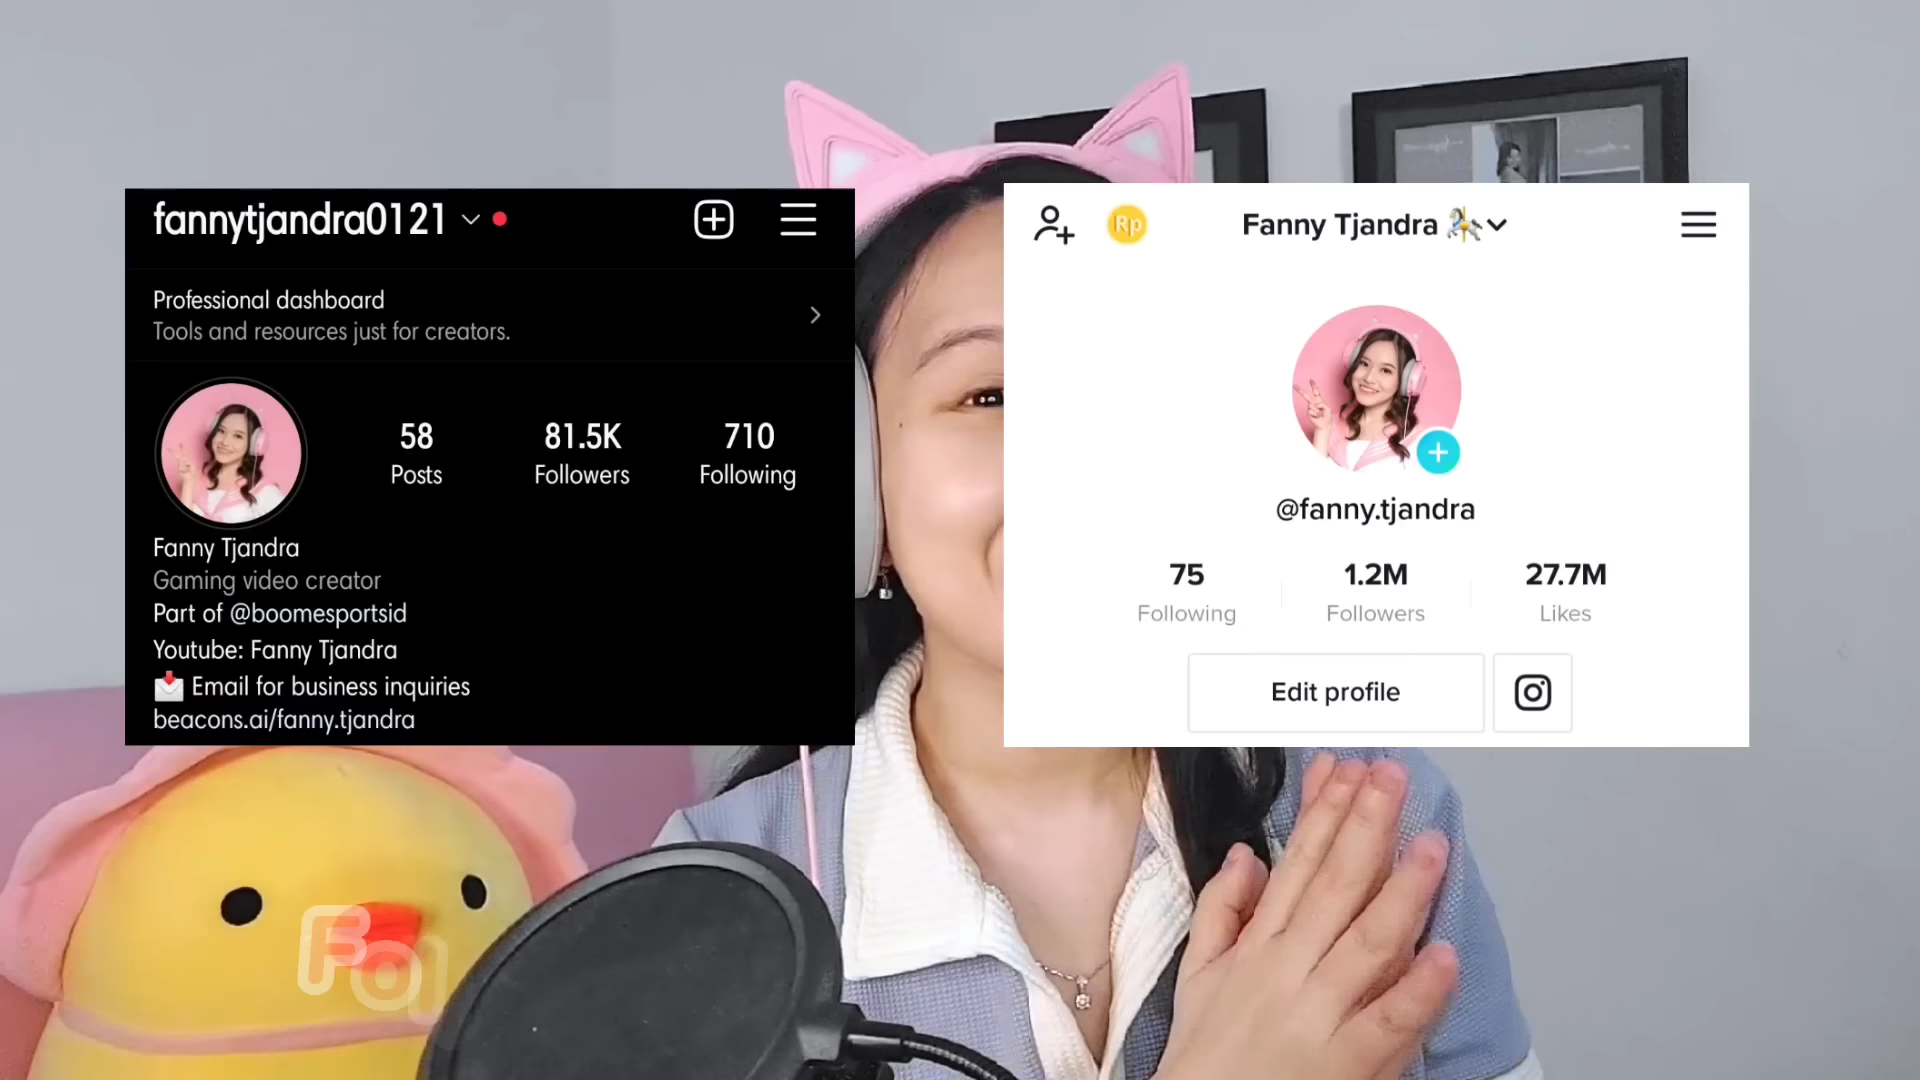 fannytjandra0121
Professional dashboard
Tools and resources just for creators.
58
Posts
81.5K
Followers
710
Following
Fanny Tjandra
Gaming video creator
Part of @boomesportsid
Youtube: Fanny Tjandra
Email for business inquiries
beacons.ai/fanny.tjandra
Rp
Fanny Tjandra
@fanny.tjandra
75
Following
1.2M
Followers
27.7M
Likes
Edit profile